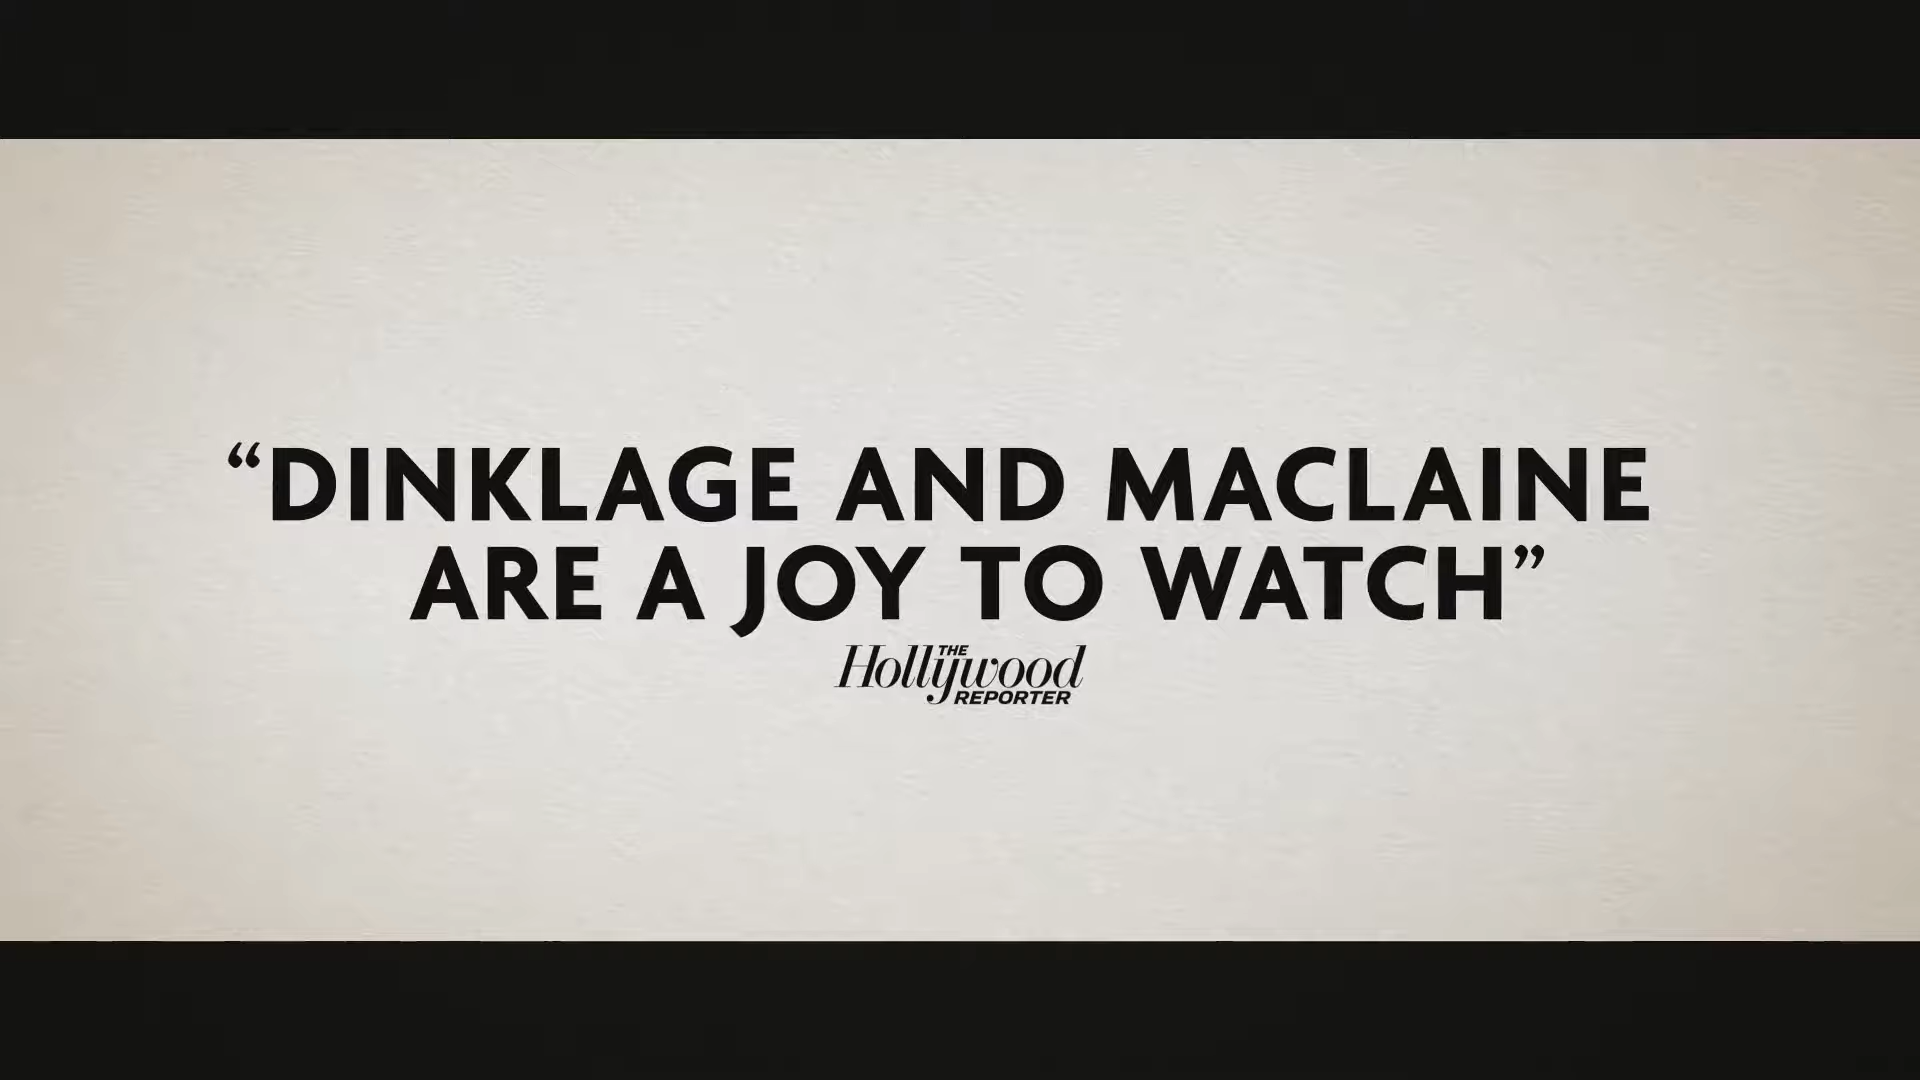 “DINKLAGE AND MACLAINE
ARE A JOY TO WATCH”
THE
Hollywood
REPORTER